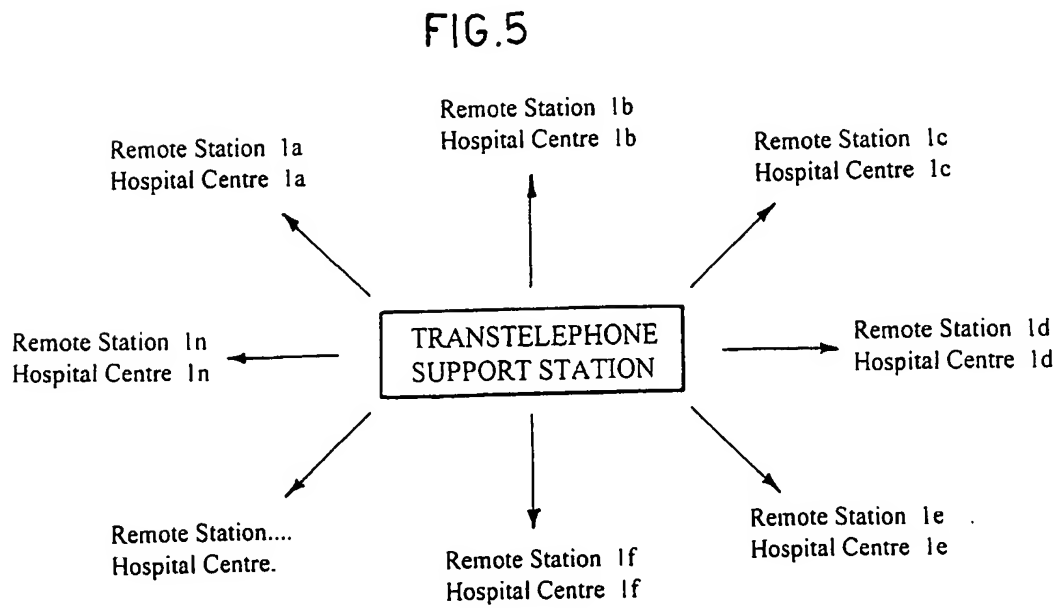 FIG.5
Remote Station 1a
Hospital Centre 1a
Remote Station 1b
Hospital Centre 1b
Remote Station 1c
Hospital Centre 1c
Remote Station 1n
Hospital Centre 1n
TRANSTELEPHONE
SUPPORT STATION
Remote Station 1d
Hospital Centre 1d
Remote Station....
Hospital Centre.
Remote Station 1f
Hospital Centre 1f
Remote Station 1e
Hospital Centre 1e